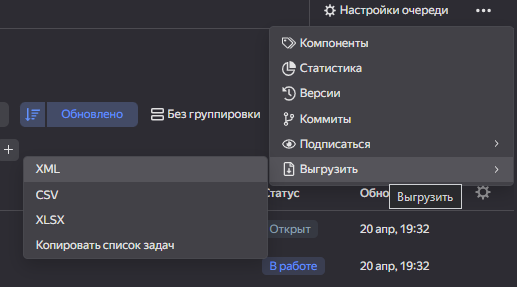 Настройки очереди
Компоненты
Статистика
Версии
Коммиты
Подписаться
Выгрузить
Обновлено
Без группировки
XML
CSV
XLSX
Копировать список задач
Статус
Обно
Выгрузить
Открыт
20 апр, 19:32
В работе
20 апр, 19:32